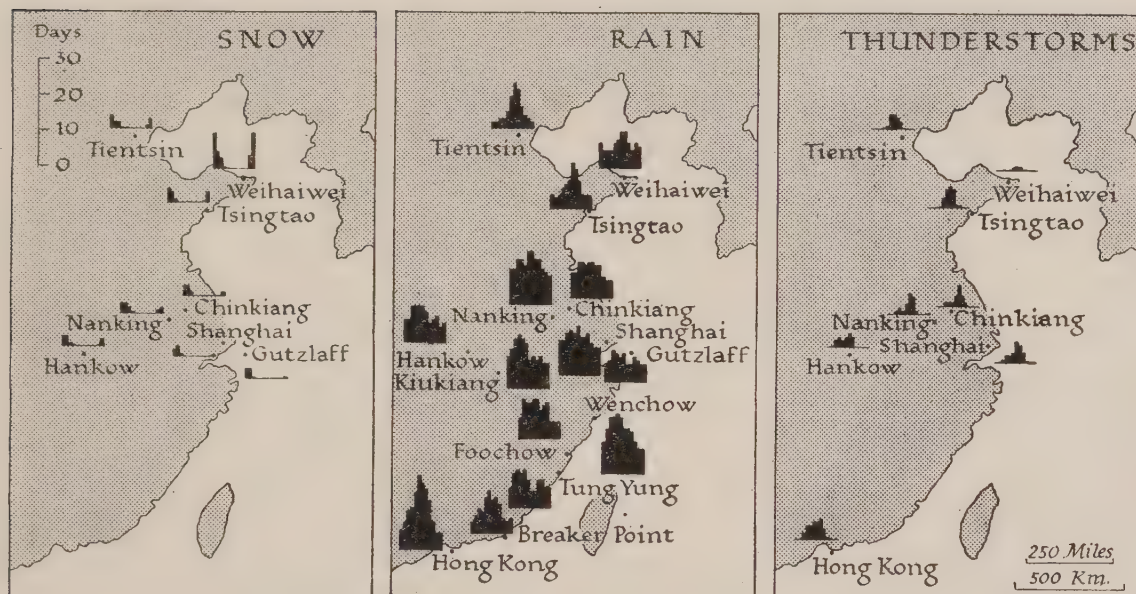 SNOW
Days
30
20
10
0
Tientsin
Weihaiwei
Tsingtao
Chinkiang
Nanking
Shanghai
Hankow
Gutzlaff
RAIN
Tientsin
Weihaiwei
Tsingtao
Nanking
Chinkiang
Shanghai
Hankow
Gutzlaff
Kiukiang
Wenchow
Foochow
Tung Yung
Breaker Point
Hong Kong
THUNDERSTORMS
Tientsin
Weihaiwei
Tsingtao
Nanking
Chinkiang
Shanghai
Hankow
Hong Kong
250 Miles
500 Km.